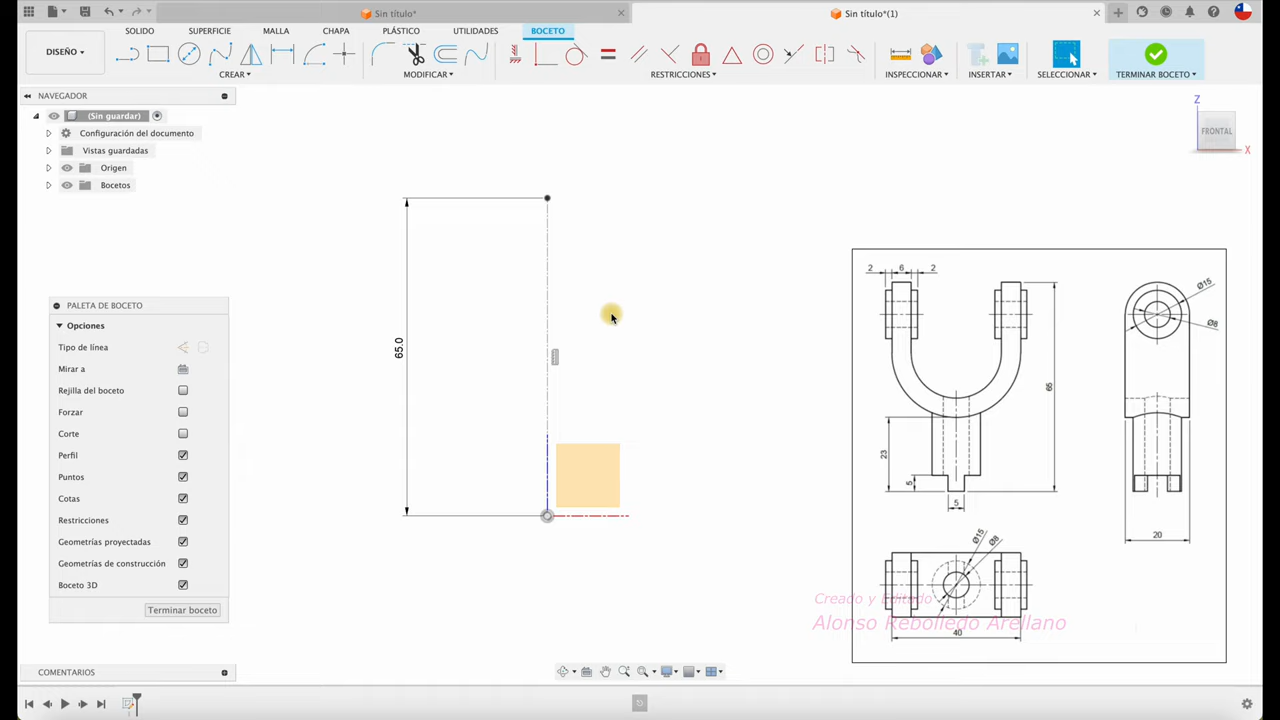 Sin título*
Sin título*(1)
DISEÑO
SOLIDO
SUPERFICIE
MALLA
CHAPA
PLÁSTICO
UTILIDADES
BOCETO
CREAR
MODIFICAR
RESTRICCIONES
INSPECCIONAR
INSERTAR
SELECCIONAR
TERMINAR BOCETO
NAVEGADOR
(Sin guardar)
Configuración del documento
Vistas guardadas
Origen
Bocetos
Z
FRONTAL
X
65.0
PALETA DE BOCETO
Opciones
Tipo de línea
Mirar a
Rejilla del boceto
Forzar
Corte
Perfil
Puntos
Cotas
Restricciones
Geometrías proyectadas
Geometrías de construcción
Boceto 3D
Terminar boceto
2 6 2
Ø15
Ø8
65
23
5
5
20
Ø15
Ø8
40
Creado y Editado
Alonso Rebolledo Arellano
COMENTARIOS